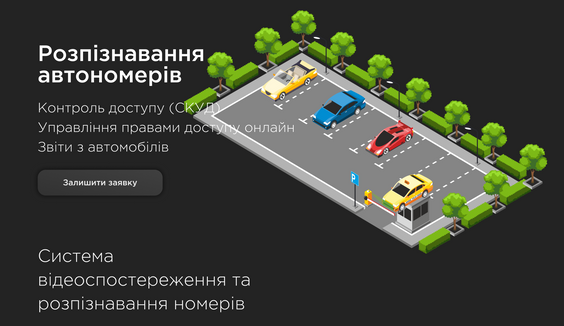 Розпізнавання
автономерів
Контроль доступу (СКУД)
Управління правами доступу онлайн
Звіти з автомобілів
Залишити заявку
P
Система
відеоспостереження та
розпізнавання номерів